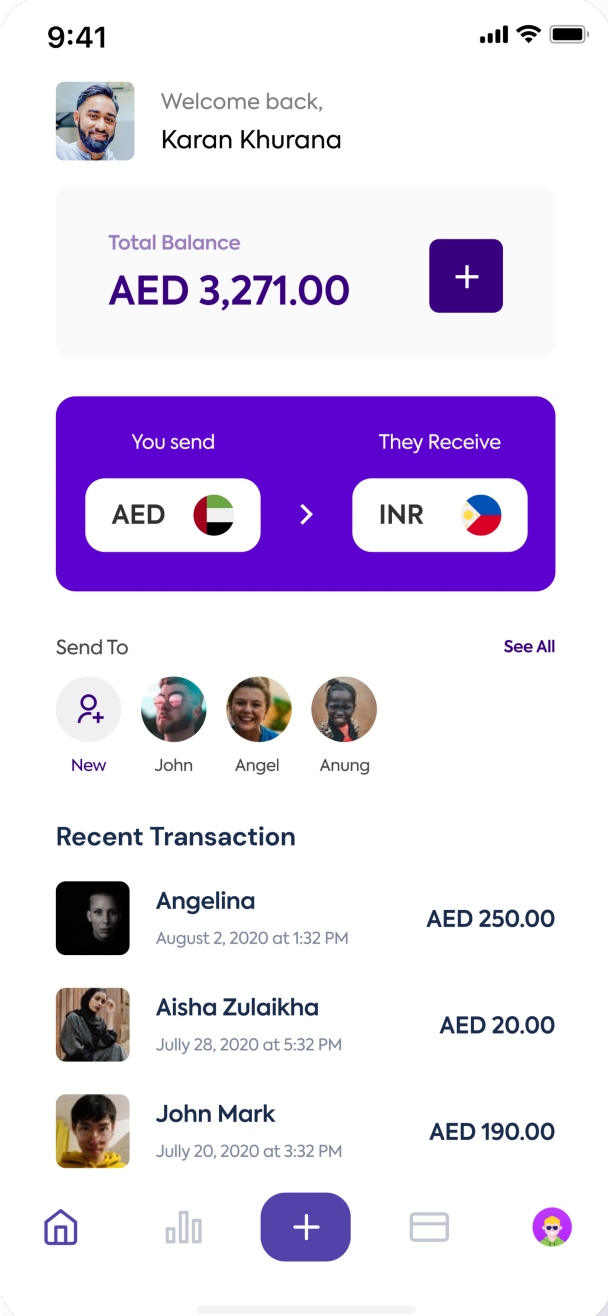 9:41
Welcome back,
Karan Khurana
Total Balance
AED 3,271.00
You send
They Receive
AED
INR
Send To
See All
New
John
Angel
Anung
Recent Transaction
Angelina
August 2, 2020 at 1:32 PM
AED 250.00
Aisha Zulaikha
Jully 28, 2020 at 5:32 PM
AED 20.00
John Mark
Jully 20, 2020 at 3:32 PM
AED 190.00